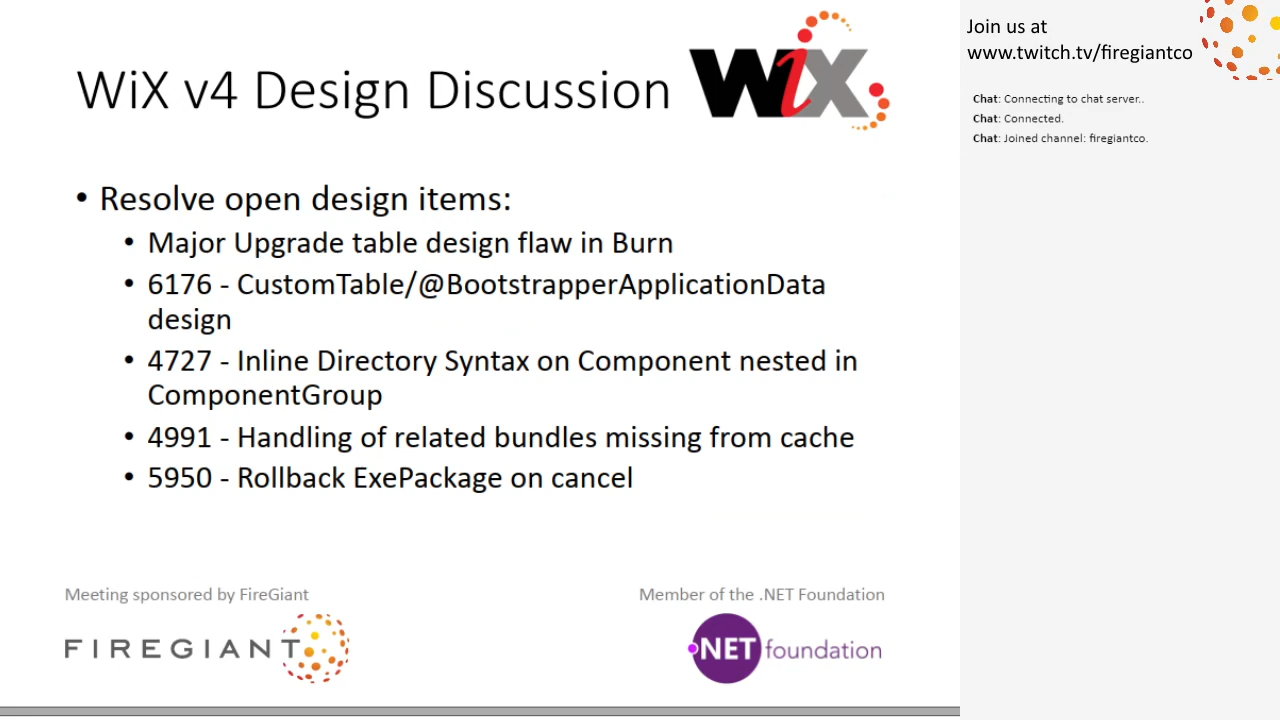 WiX v4 Design Discussion
WiX
• Resolve open design items:
• Major Upgrade table design flaw in Burn
• 6176 - CustomTable/@BootstrapperApplicationData
design
• 4727 - Inline Directory Syntax on Component nested in
ComponentGroup
• 4991 - Handling of related bundles missing from cache
• 5950 - Rollback ExePackage on cancel
Meeting sponsored by FireGiant
FIREGIANT
Member of the .NET Foundation
.NET foundation
Join us at
www.twitch.tv/firegiantco
Chat: Connecting to chat server..
Chat: Connected.
Chat: Joined channel: firegiantco.